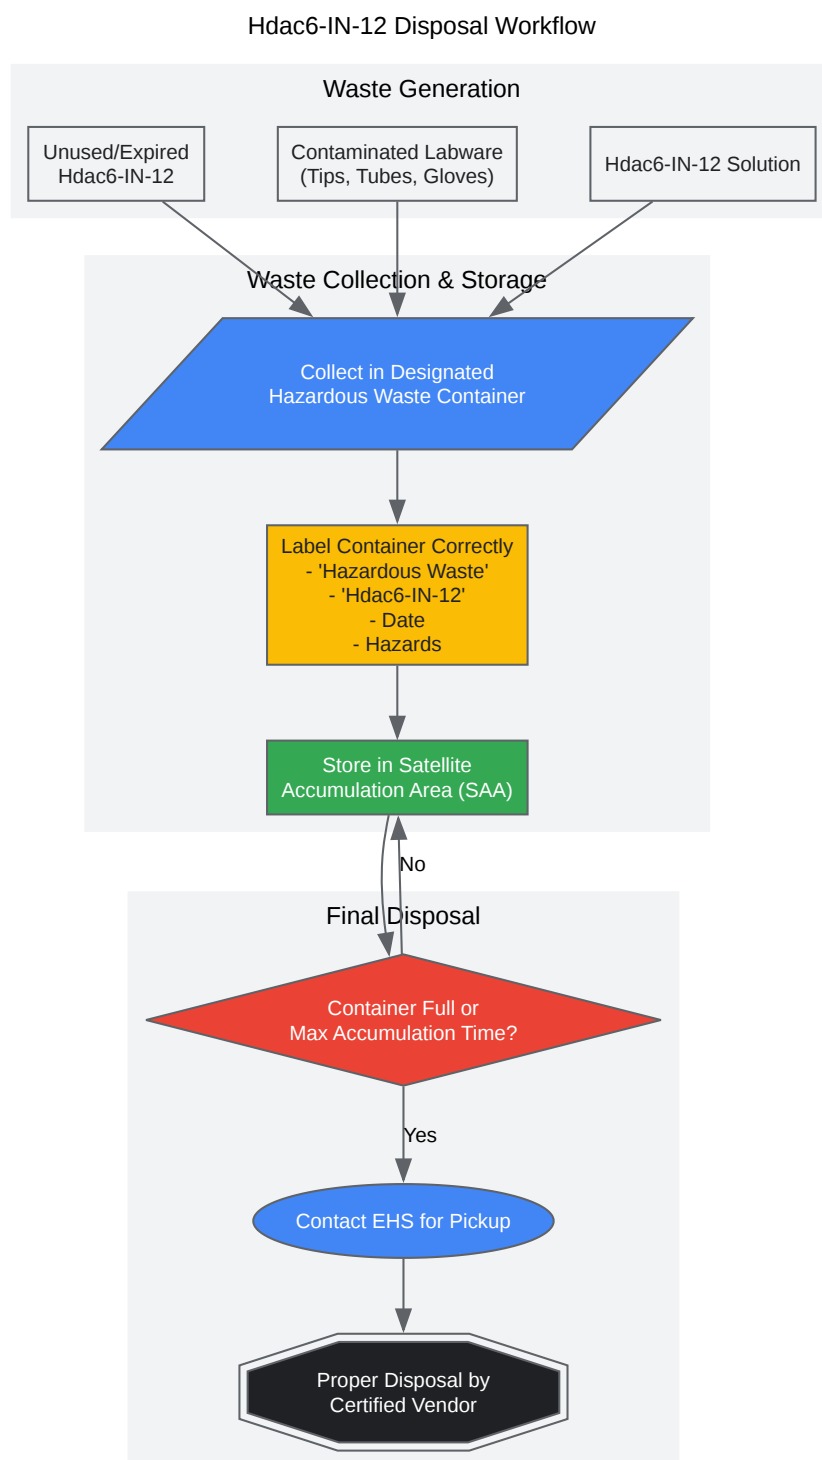 Hdac6-IN-12 Disposal Workflow
Waste Generation
Unused/Expired
Hdac6-IN-12
Contaminated Labware
(Tips, Tubes, Gloves)
Hdac6-IN-12 Solution
Waste Collection & Storage
Collect in Designated
Hazardous Waste Container
Label Container Correctly
- 'Hazardous Waste'
- 'Hdac6-IN-12'
- Date
- Hazards
Store in Satellite
Accumulation Area (SAA)
No
Final Disposal
Container Full or
Max Accumulation Time?
Yes
Contact EHS for Pickup
Proper Disposal by
Certified Vendor